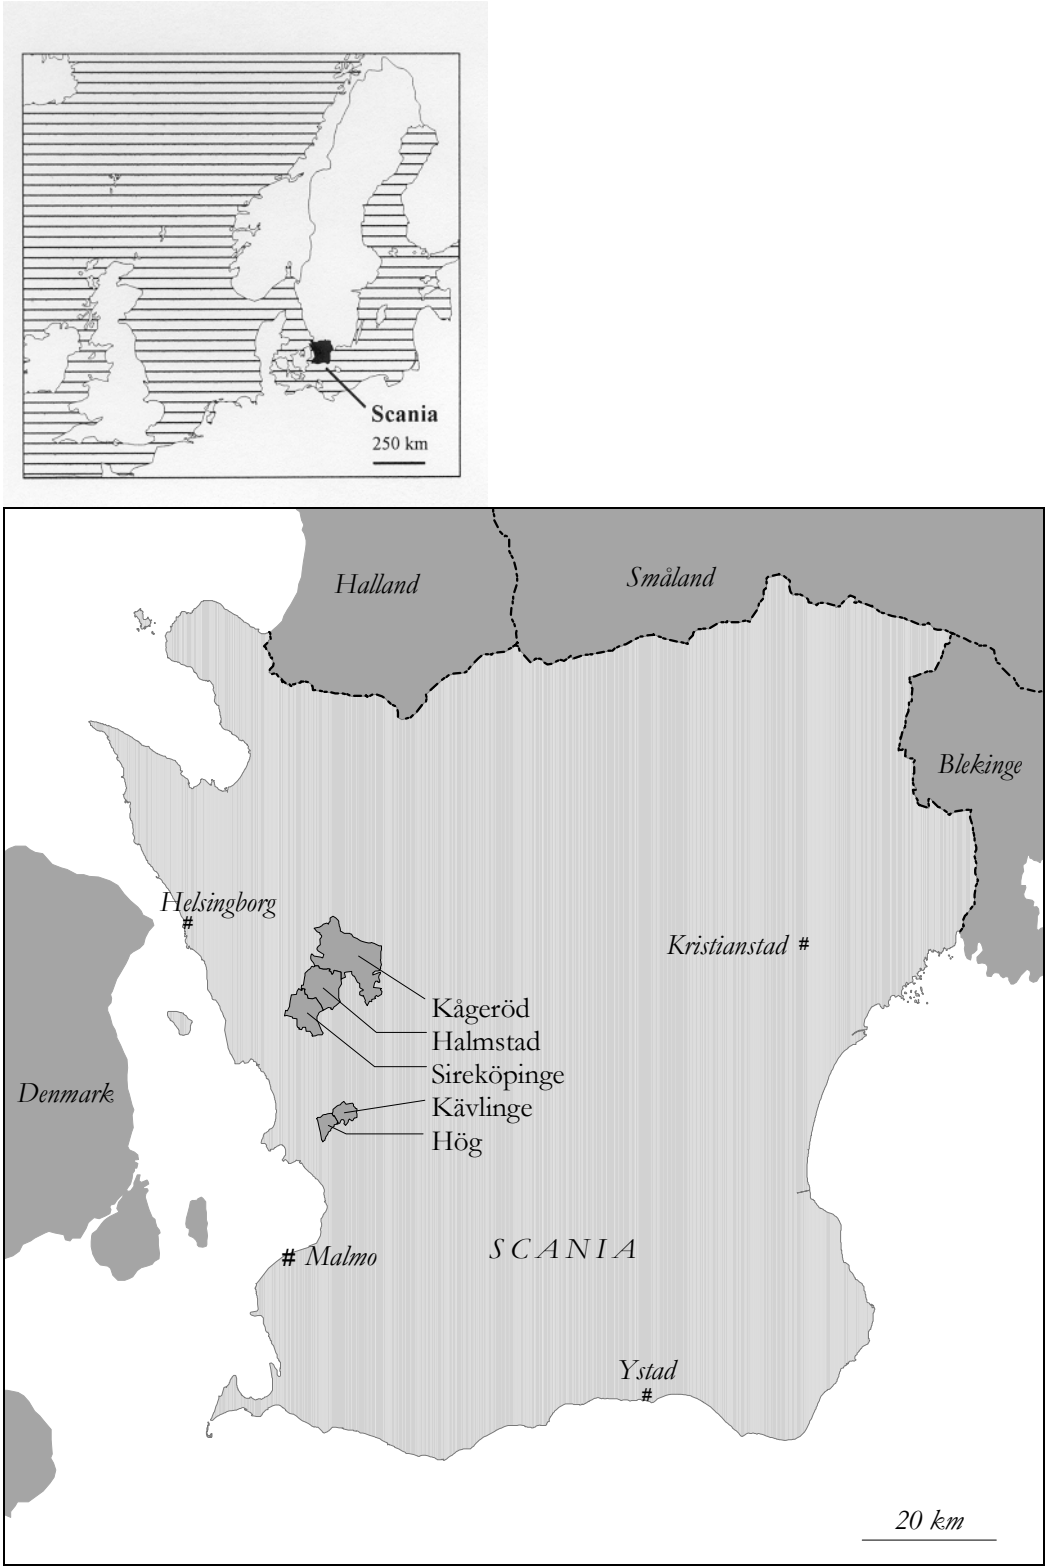 Scania
250 km
Halland
Småland
Blekinge
Helsingborg
#
Kristianstad #
Kågeröd
Halmstad
Sireköpinge
Kävlinge
Hög
Denmark
# Malmo
SCANIA
Ystad
#
20 km